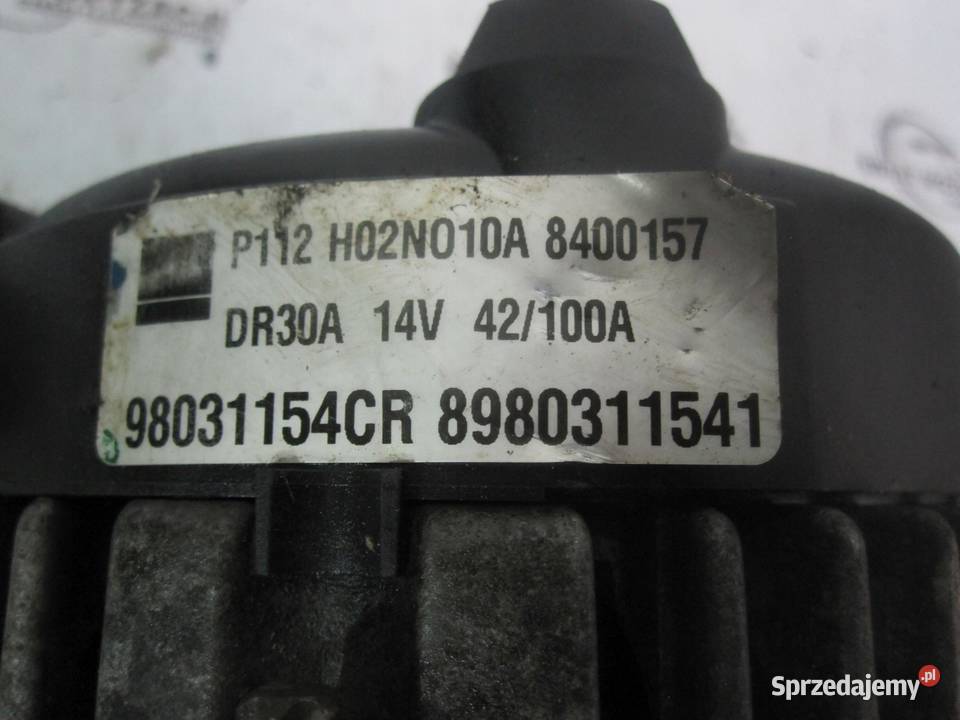 P112 H02NO10A 8400157
DR30A 14V 42/100A
98031154CR 8980311541
Sprzedajemy.pl